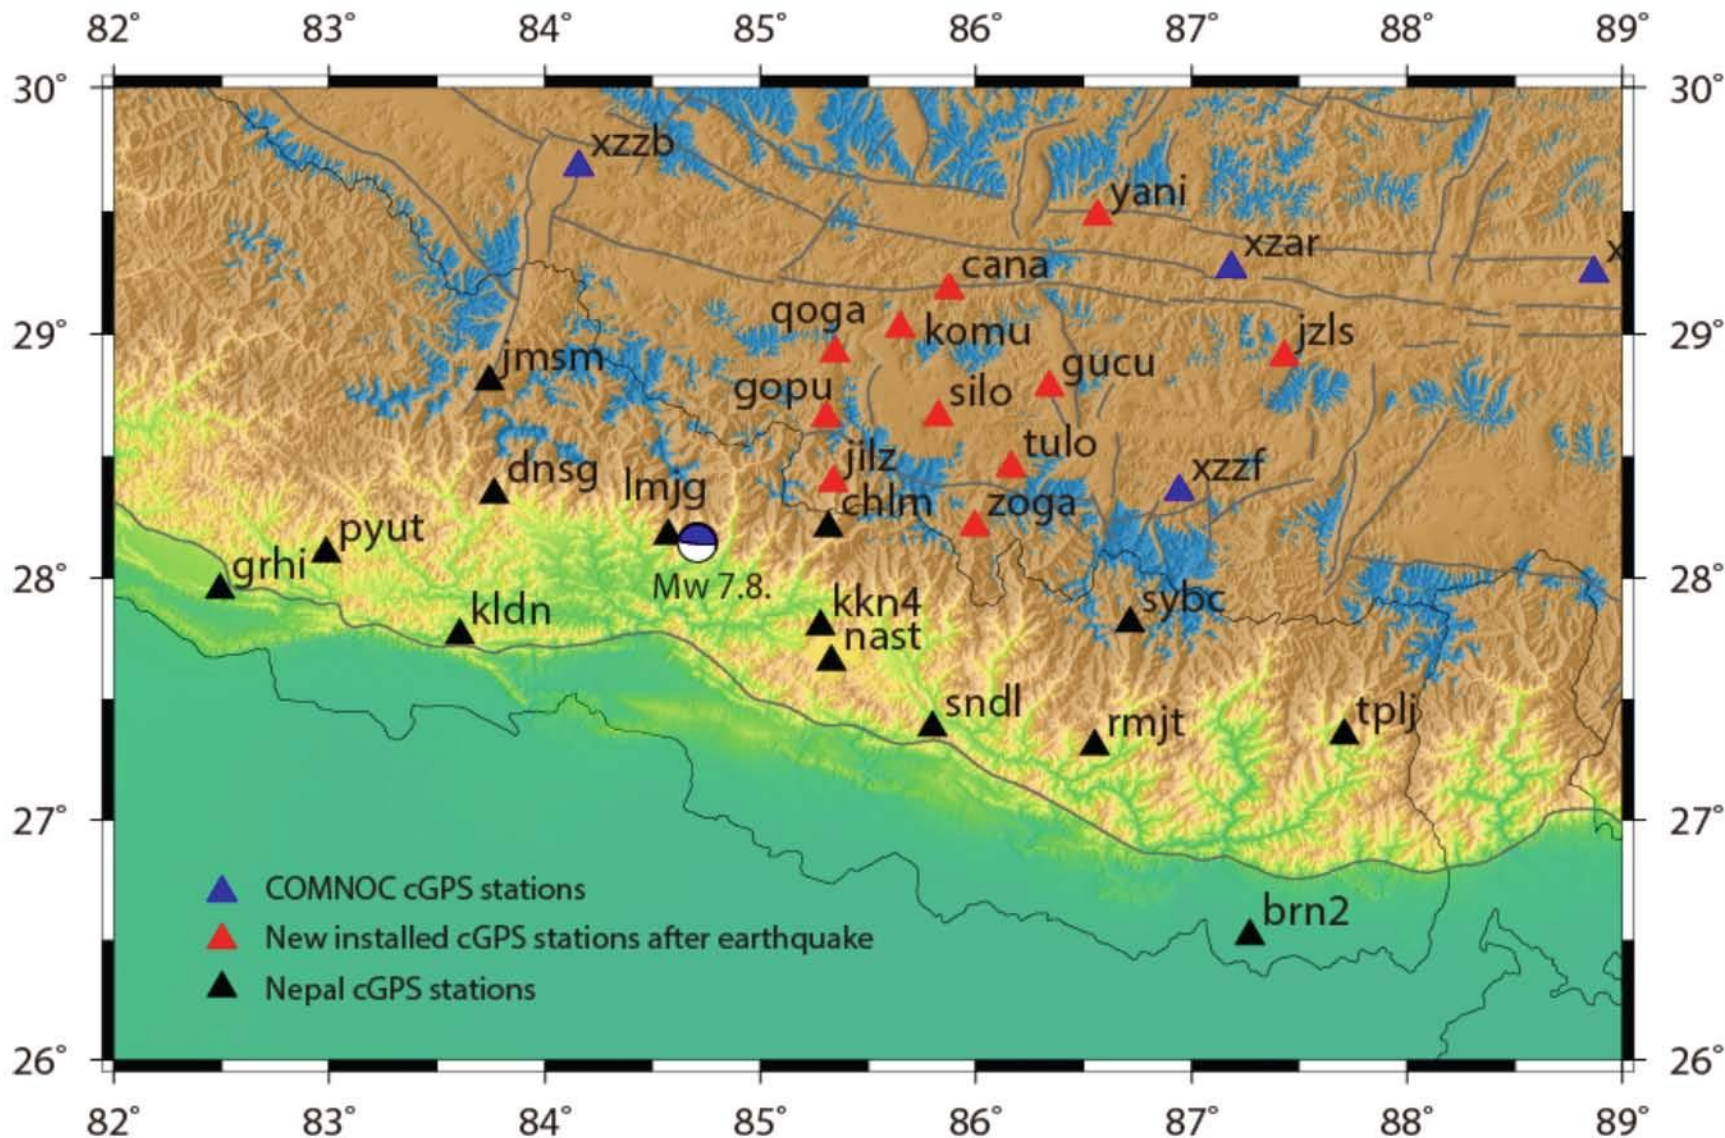 82° 83° 84° 85° 86° 87° 88° 89°
30° 30°
xzzb
yani
xzar
x
cana
qoga
komu
29° 29°
jzls
jmsm
gucu
gopu
silo
tulo
jilz
xzzf
dnsg
lmjg
chlm
zoga
pyut
grhi
28° 28°
Mw 7.8.
kldn
kkn4
sybc
nast
sndl
rmjt
tplj
27° 27°
COMNOC cGPS stations
brn2
New installed cGPS stations after earthquake
Nepal cGPS stations
26° 26°
82° 83° 84° 85° 86° 87° 88° 89°